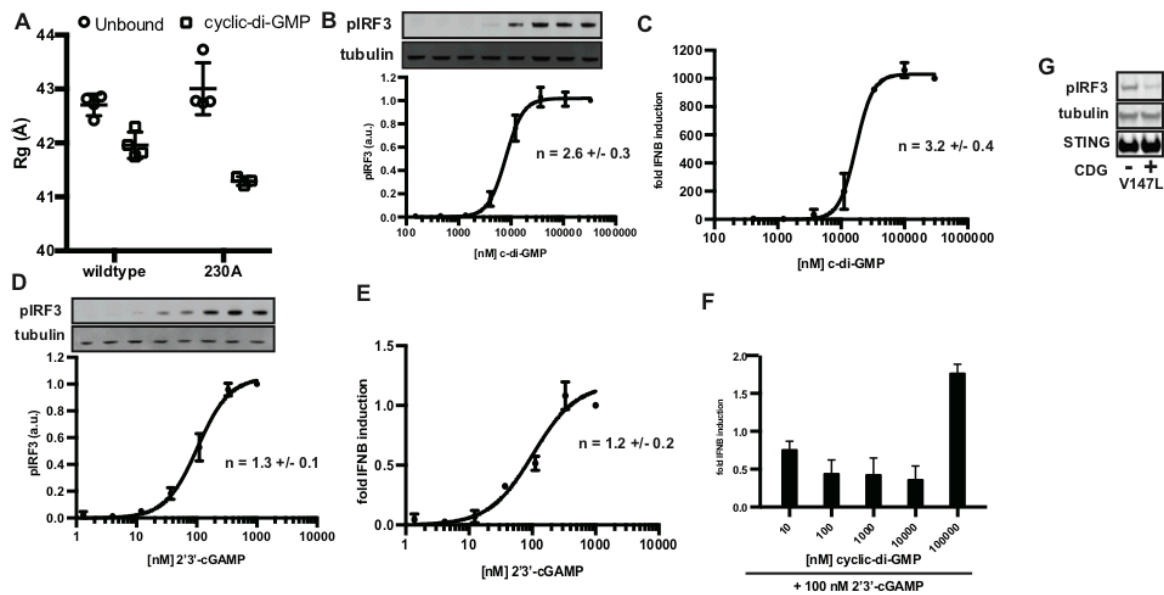 A
Unbound
cyclic-di-GMP
44
43
42
41
40
Rg (Å)
wildtype
230A
B
pIRF3
tubulin
1.2
1.0
0.8
0.6
0.4
0.2
0.0
pIRF3 (a.u.)
n = 2.6 +/- 0.3
100 1000 10000 100000 1000000
[nM] c-di-GMP
C
1200
1000
800
600
400
200
0
fold IFNB induction
n = 3.2 +/- 0.4
100 1000 10000 100000 1000000
[nM] c-di-GMP
G
pIRF3
tubulin
STING
CDG - +
V147L
D
pIRF3
tubulin
1.2
1.0
0.8
0.6
0.4
0.2
0.0
pIRF3 (a.u.)
n = 1.3 +/- 0.1
1 10 100 1000 10000
[nM] 2'3'-cGAMP
E
1.5
1.0
0.5
0.0
fold IFNB induction
n = 1.2 +/- 0.2
1 10 100 1000 10000
[nM] 2'3'-cGAMP
F
2.0
1.5
1.0
0.5
0.0
fold IFNB induction
10 100 1000 10000 100000
[nM] cyclic-di-GMP
+ 100 nM 2'3'-cGAMP